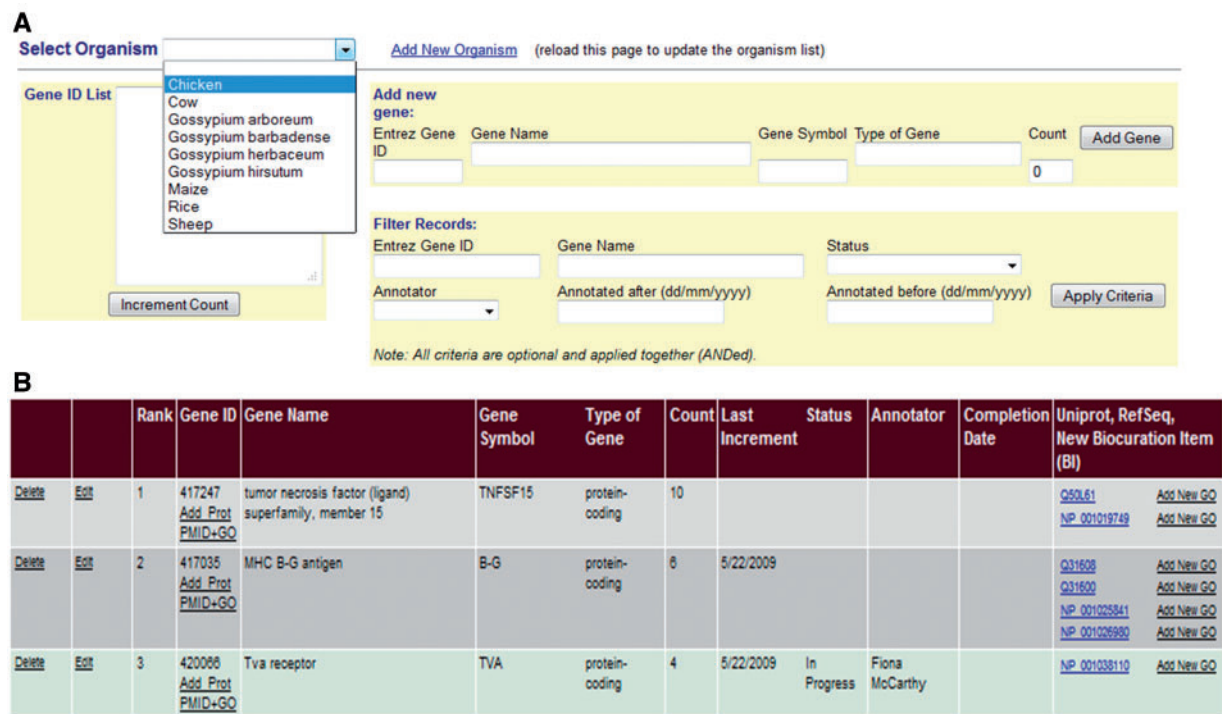 A
Select Organism
Add New Organism (reload this page to update the organism list)
Chicken
Cow
Gossypium arboreum
Gossypium barbadense
Gossypium herbaceum
Gossypium hirsutum
Maize
Rice
Sheep
Gene ID List
Increment Count
Add new
gene:
Entrez Gene
ID
Gene Name
Gene Symbol
Type of Gene
Count
0
Add Gene
Filter Records:
Entrez Gene ID
Gene Name
Status
Annotator
Annotated after (dd/mm/yyyy)
Annotated before (dd/mm/yyyy)
Apply Criteria
Note: All criteria are optional and applied together (ANDed).
B
Rank
Gene ID
Gene Name
Gene
Symbol
Type of
Gene
Count
Last
Increment
Status
Annotator
Completion
Date
Uniprot, RefSeq,
New Biocuration Item
(BI)
Delete
Edit
1
417247
Add Prot
PMID+GO
tumor necrosis factor (ligand)
superfamily, member 15
TNFSF15
protein-
coding
10
Q50L61 Add New GO
NP 001019749 Add New GO
Delete
Edit
2
417035
Add Prot
PMID+GO
MHC B-G antigen
B-G
protein-
coding
6
5/22/2009
Q31608 Add New GO
Q31600 Add New GO
NP 001025841 Add New GO
NP 001026980 Add New GO
Delete
Edit
3
420066
Add Prot
PMID+GO
Tva receptor
TVA
protein-
coding
4
5/22/2009
In
Progress
Fiona
McCarthy
NP 001038110 Add New GO